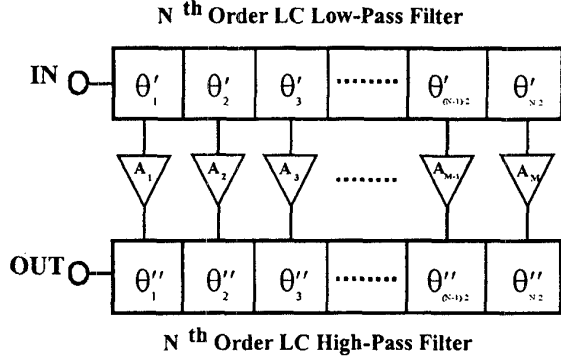 N th Order LC Low-Pass Filter
IN θ′1 θ′2 θ′3 ........ θ′(N-1)/2 θ′N/2
A1 A2 A3 ....... AM-1 AM
OUT θ″1 θ″2 θ″3 ........ θ″(N-1)/2 θ″N/2
N th Order LC High-Pass Filter